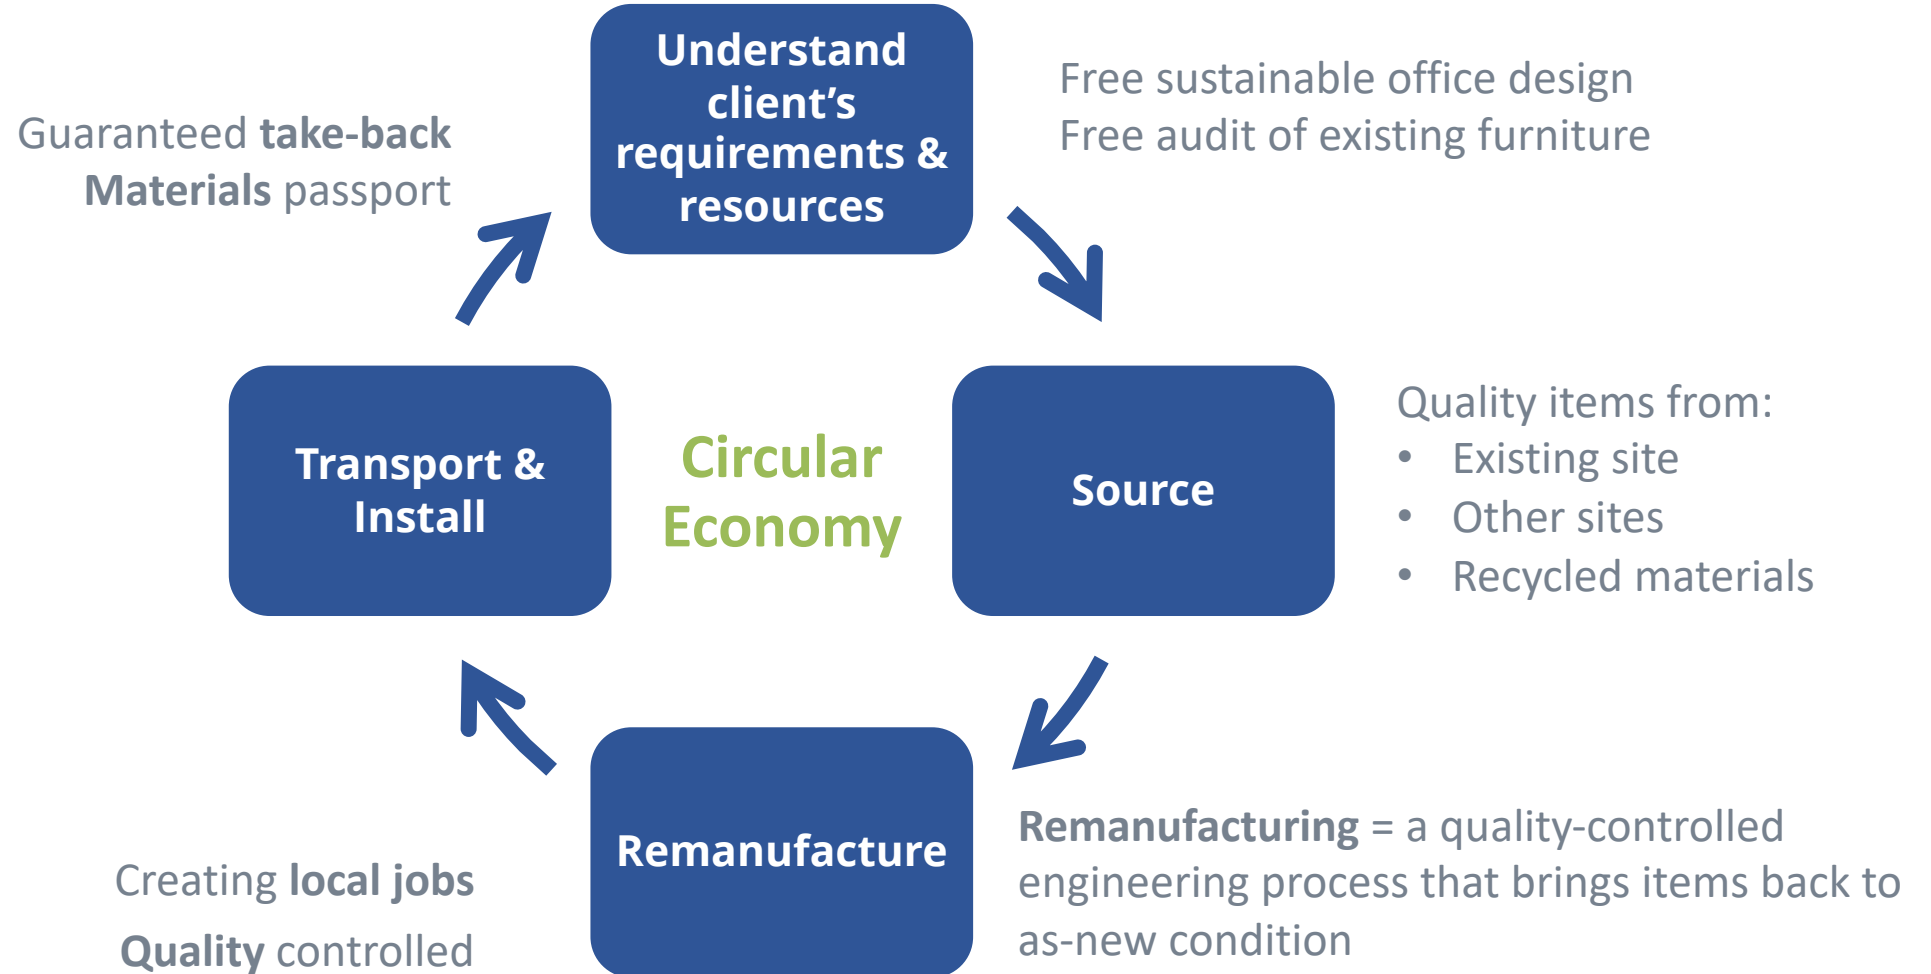 Understand
client’s
requirements &
resources
Free sustainable office design
Free audit of existing furniture
Guaranteed take-back
Materials passport
Transport &
Install
Circular
Economy
Source
Quality items from:
• Existing site
• Other sites
• Recycled materials
Remanufacture
Remanufacturing = a quality-controlled
engineering process that brings items back to
as-new condition
Creating local jobs
Quality controlled